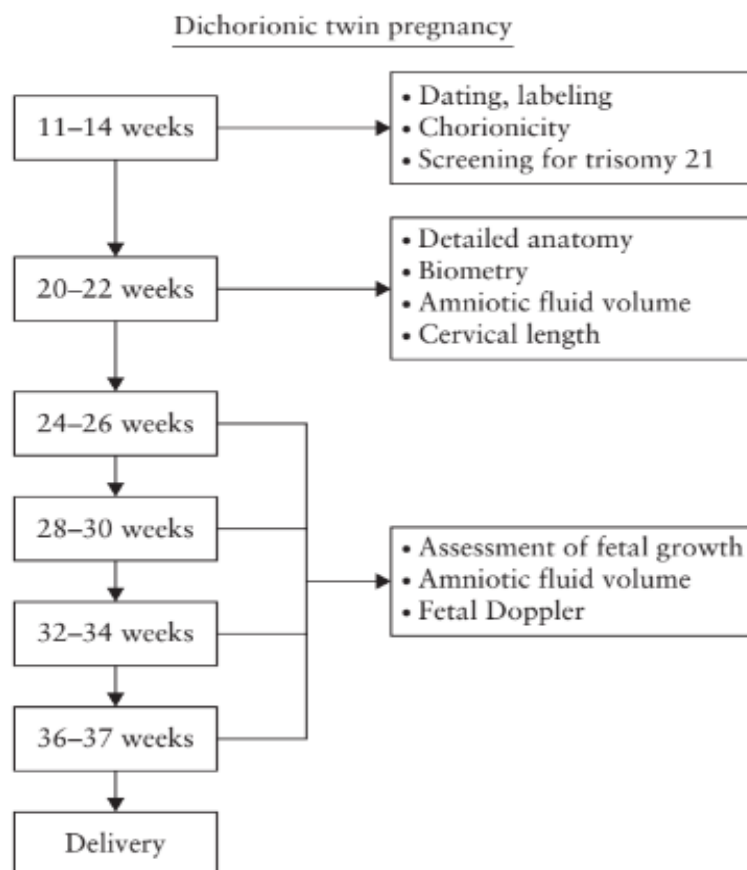 Dichorionic twin pregnancy
11–14 weeks
• Dating, labeling
• Chorionicity
• Screening for trisomy 21
20–22 weeks
• Detailed anatomy
• Biometry
• Amniotic fluid volume
• Cervical length
24–26 weeks
28–30 weeks
32–34 weeks
36–37 weeks
• Assessment of fetal growth
• Amniotic fluid volume
• Fetal Doppler
Delivery